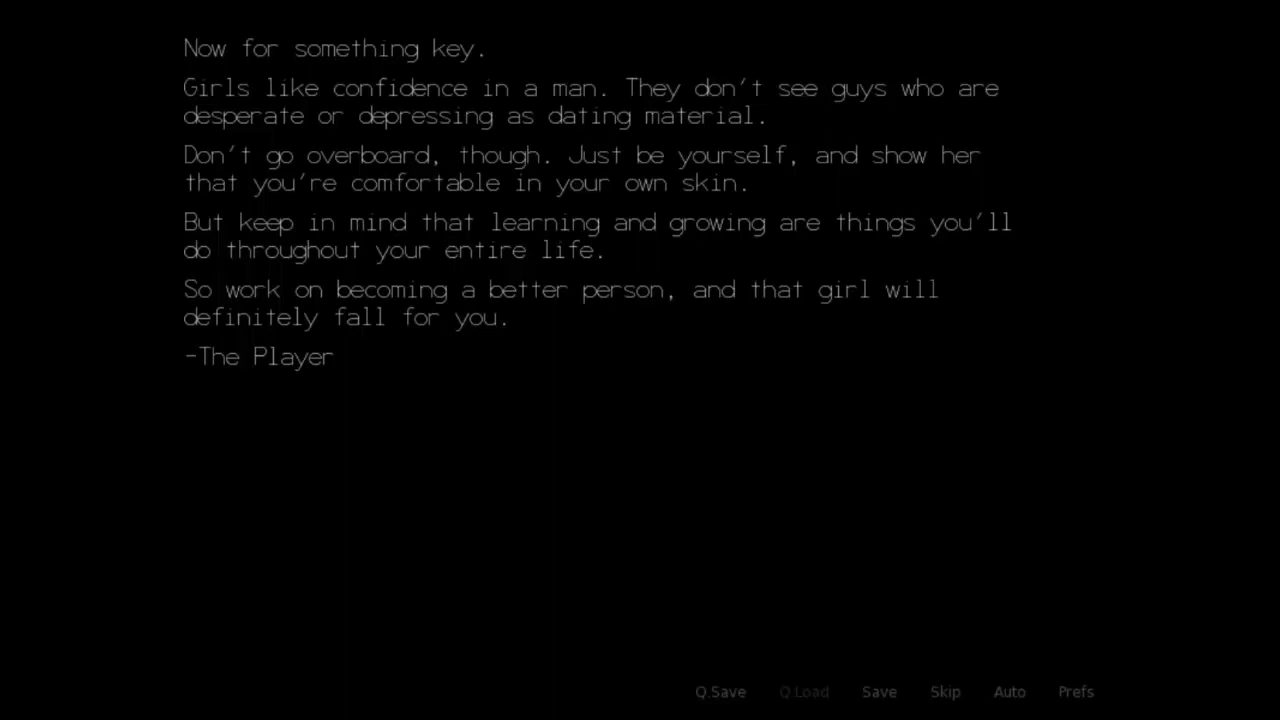 Now for something key.
Girls like confidence in a man. They don't see guys who are
desperate or depressing as dating material.
Don't go overboard, though. Just be yourself, and show her
that you're comfortable in your own skin.
But keep in mind that learning and growing are things you'll
do throughout your entire life.
So work on becoming a better person, and that girl will
definitely fall for you.
-The Player
Q.Save Q.Load Save Skip Auto Prefs